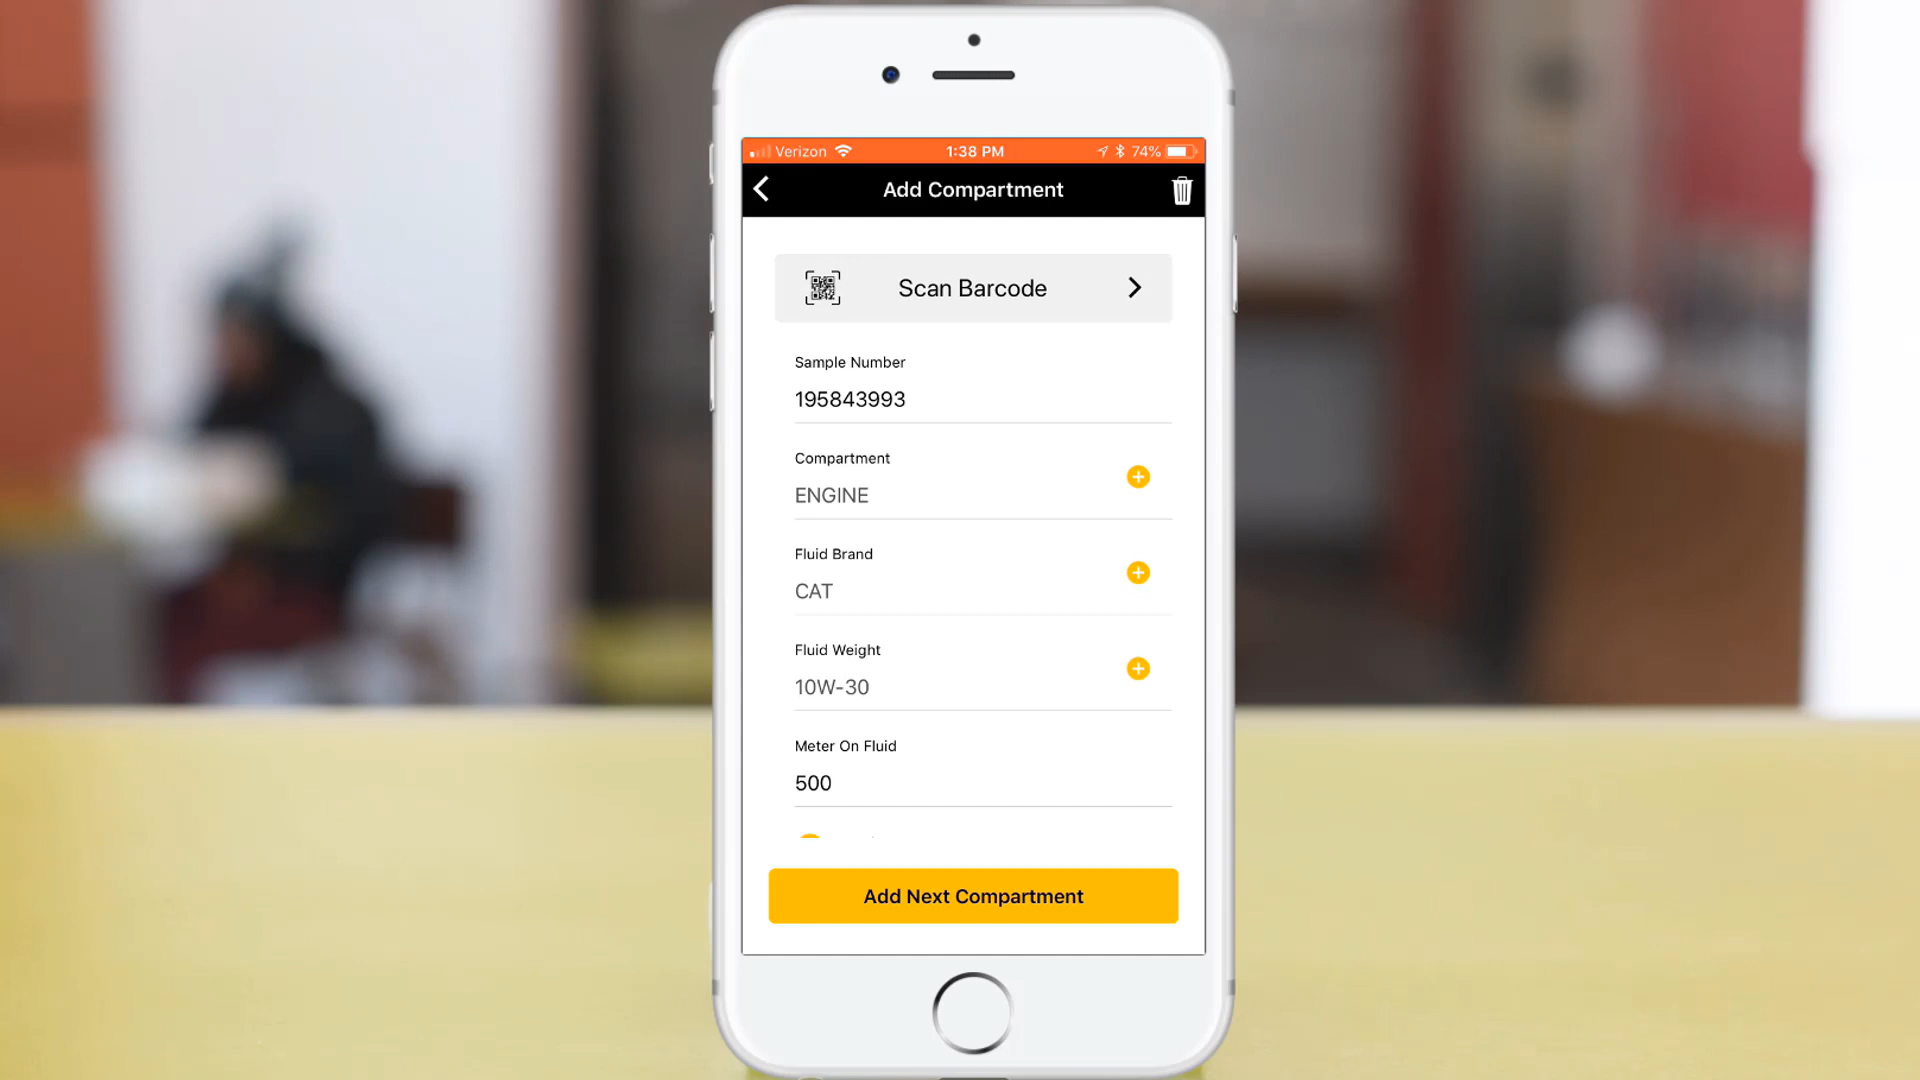 Verizon 1:38 PM 74%
Add Compartment
Scan Barcode
Sample Number
195843993
Compartment
ENGINE
Fluid Brand
CAT
Fluid Weight
10W-30
Meter On Fluid
500
Add Next Compartment